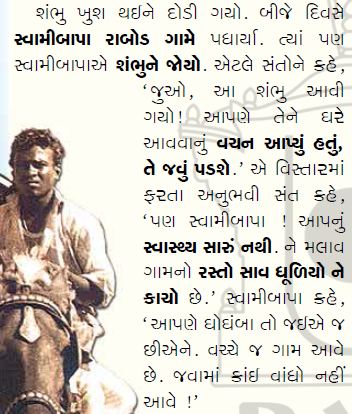 શંભુ ખુશ થઈને દોડી ગયો. બીજે દિવસે
સ્વામીબાપા રાબોડ ગામે પધાર્યા. ત્યાં પણ
સ્વામીબાપાએ શંભુને જોયો. એટલે સંતોને કહે,
‘જુઓ, આ શંભુ આવી
ગયો! આપણે તેને ઘરે
આવવાનું વચન આપ્યું હતું,
તે જવું પડશે.’ એ વિસ્તારમાં
ફરતા અનુભવી સંત કહે,
‘પણ સ્વામીબાપા ! આપનું
સ્વાસ્થ્ય સારું નથી. ને મલાવ
ગામનો રસ્તો સાવ ધૂળિયો ને
કાચો છે.’ સ્વામીબાપા કહે,
‘આપણે ઘોઘંબા તો જઈએ જ
છીએને. વચ્ચે જ ગામ આવે
છે. જવામાં કાંઈ વાંધો નહીં
આવે !’